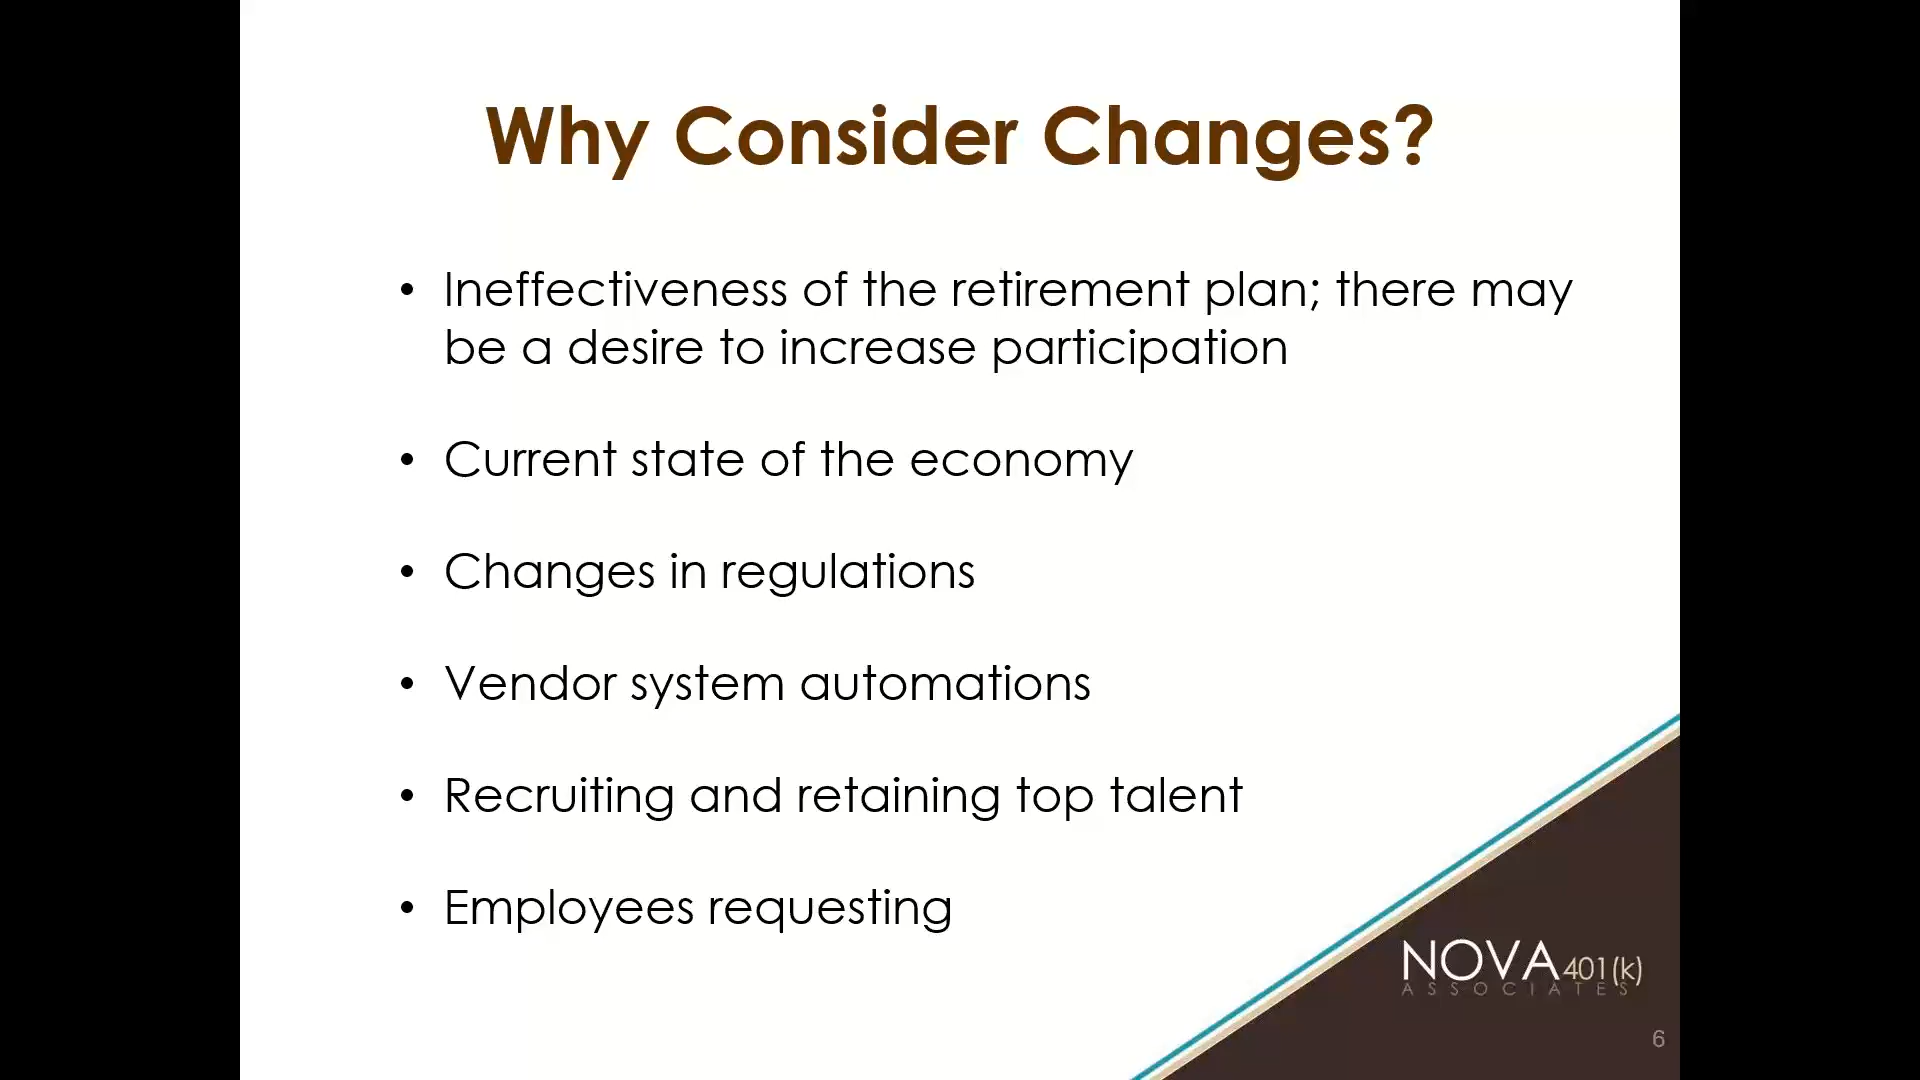 Why Consider Changes?
• Ineffectiveness of the retirement plan; there may
be a desire to increase participation
• Current state of the economy
• Changes in regulations
• Vendor system automations
• Recruiting and retaining top talent
• Employees requesting
NOVA 401(k)
ASSOCIATES
6